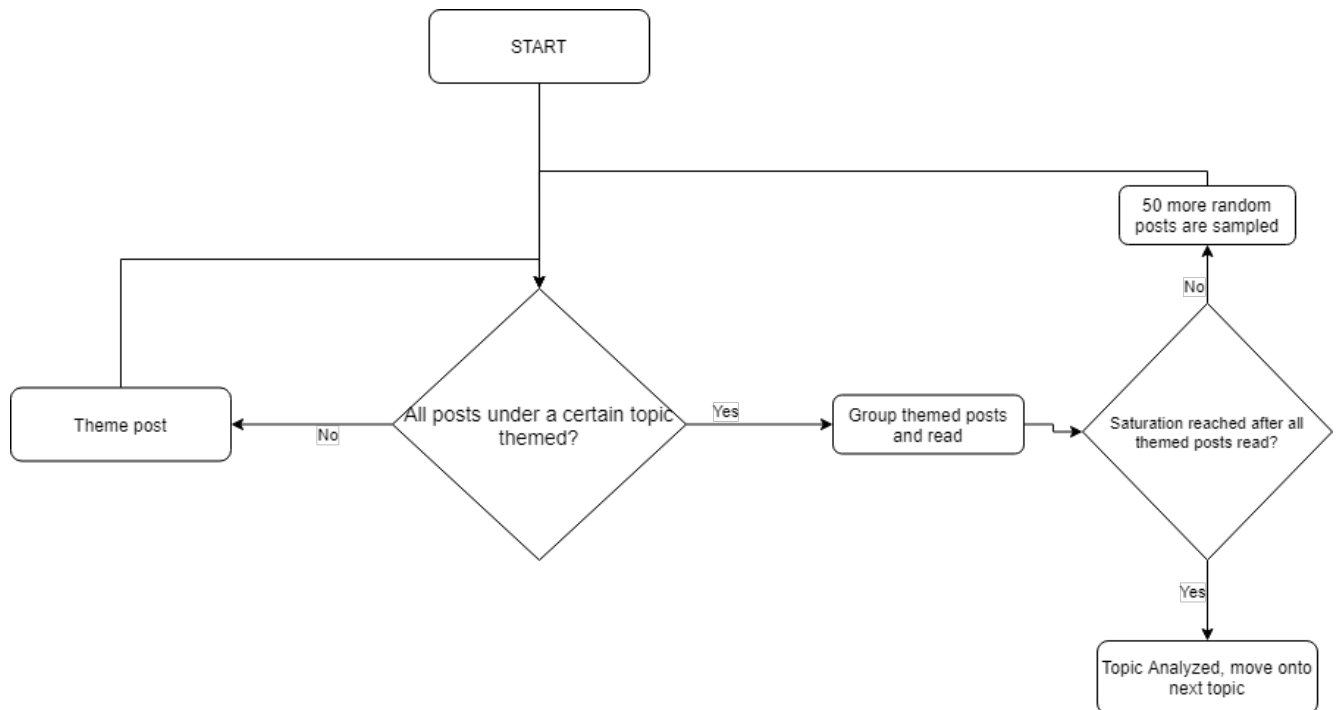 START
50 more random
posts are sampled
No
Theme post
No
All posts under a certain topic
themed?
Yes
Group themed posts
and read
Saturation reached after all
themed posts read?
Yes
Topic Analyzed, move onto
next topic